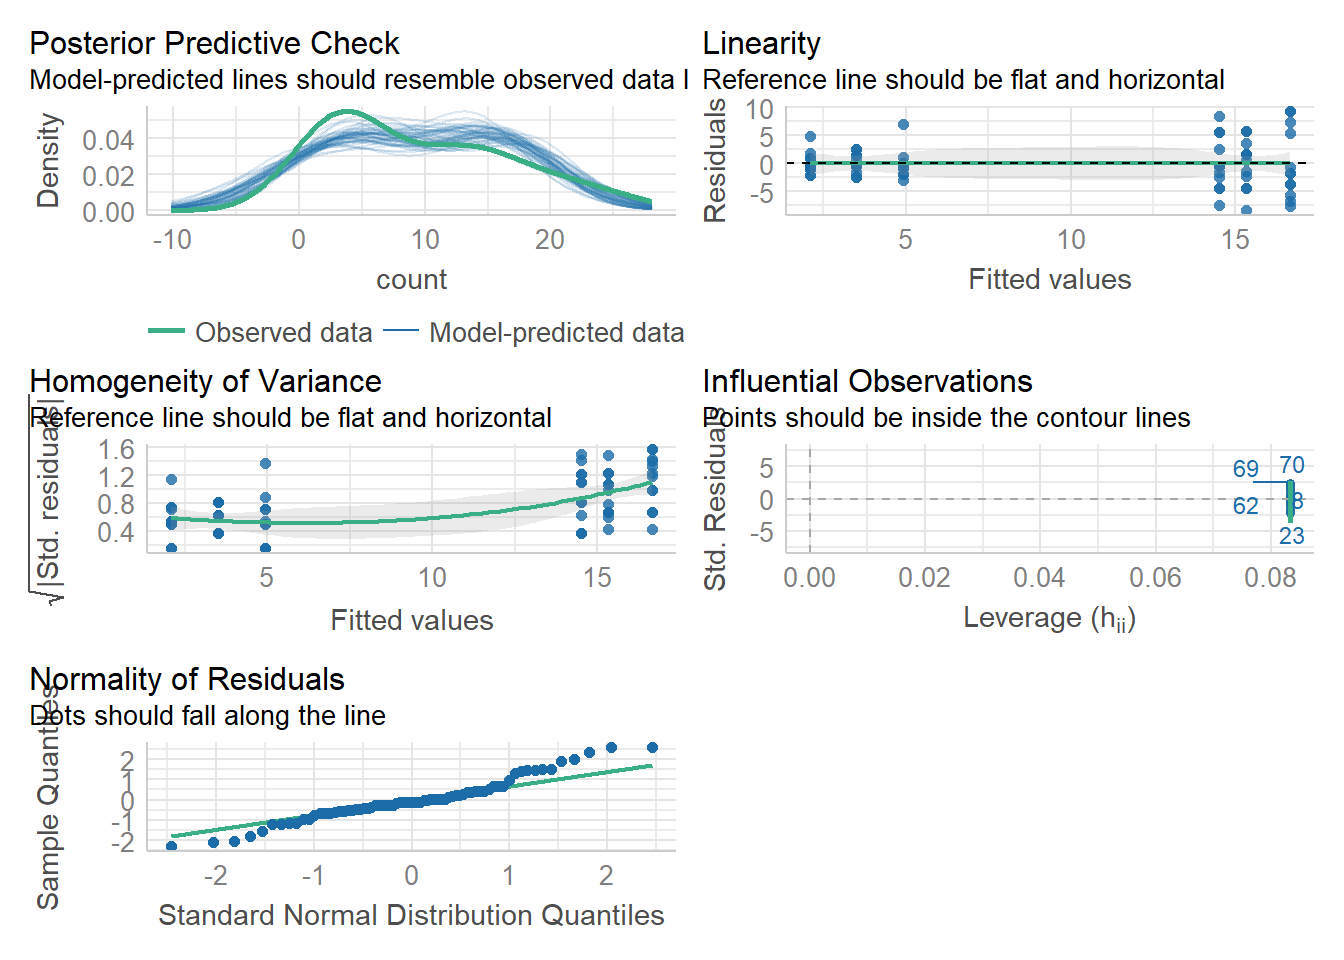 Posterior Predictive Check
Model-predicted lines should resemble observed data l
Density
0.04
0.02
0.00
-10 0 10 20
count
Observed data Model-predicted data
Linearity
Reference line should be flat and horizontal
Residuals
10
5
0
-5
5 10 15
Fitted values
Homogeneity of Variance
Reference line should be flat and horizontal
√|Std. residuals|
1.6
1.2
0.8
0.4
5 10 15
Fitted values
Influential Observations
Points should be inside the contour lines
Std. Residuals
5
0
-5
69 70
62
23
0.00 0.02 0.04 0.06 0.08
Leverage (hii)
Normality of Residuals
Dots should fall along the line
Sample Quantiles
2
1
0
-1
-2
-2 -1 0 1 2
Standard Normal Distribution Quantiles